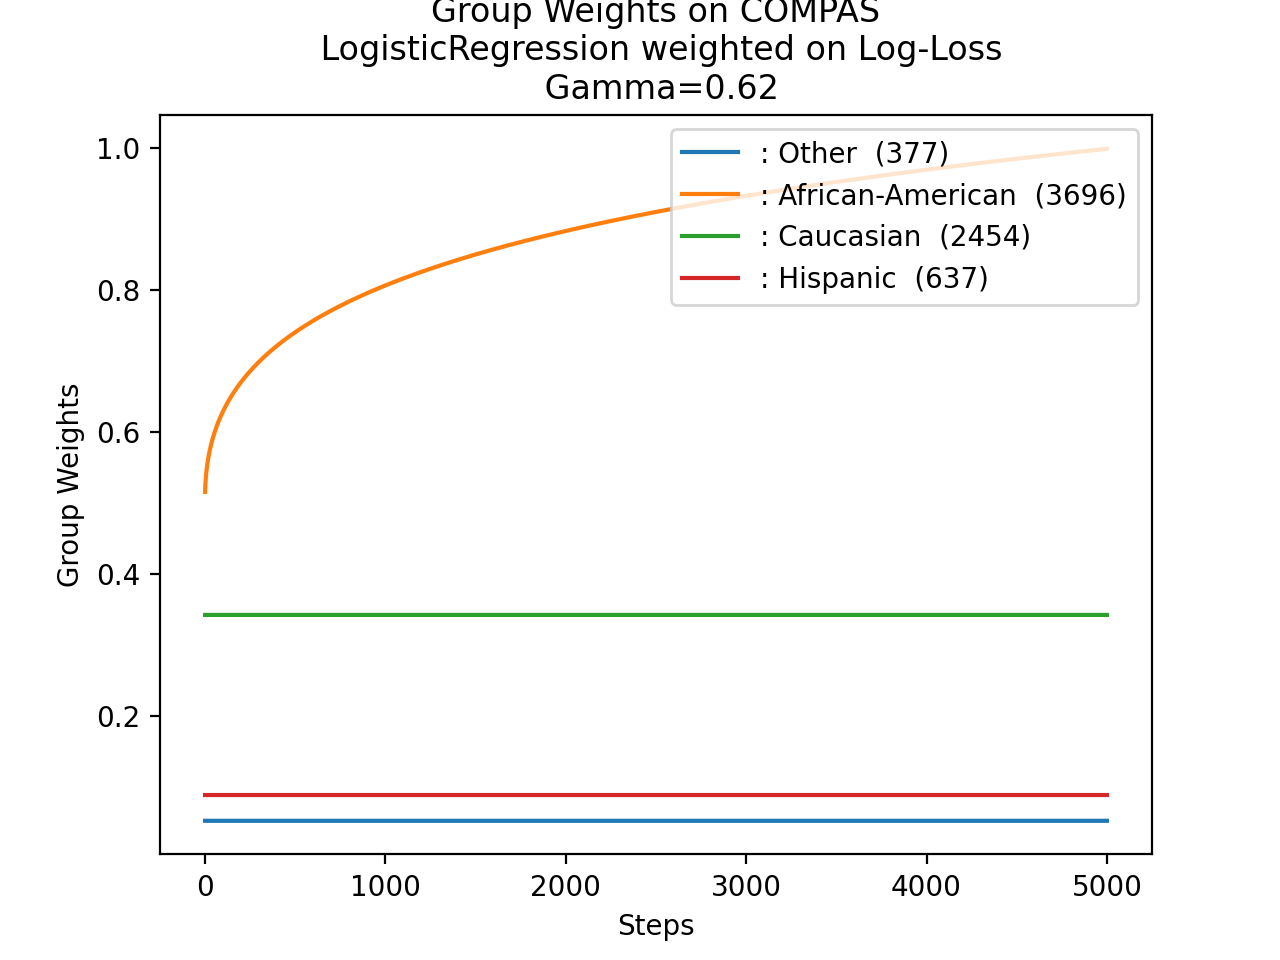 Group Weights on COMPAS
LogisticRegression weighted on Log-Loss
Gamma=0.62
: Other (377)
: African-American (3696)
: Caucasian (2454)
: Hispanic (637)
Group Weights
1.0
0.8
0.6
0.4
0.2
0 1000 2000 3000 4000 5000
Steps